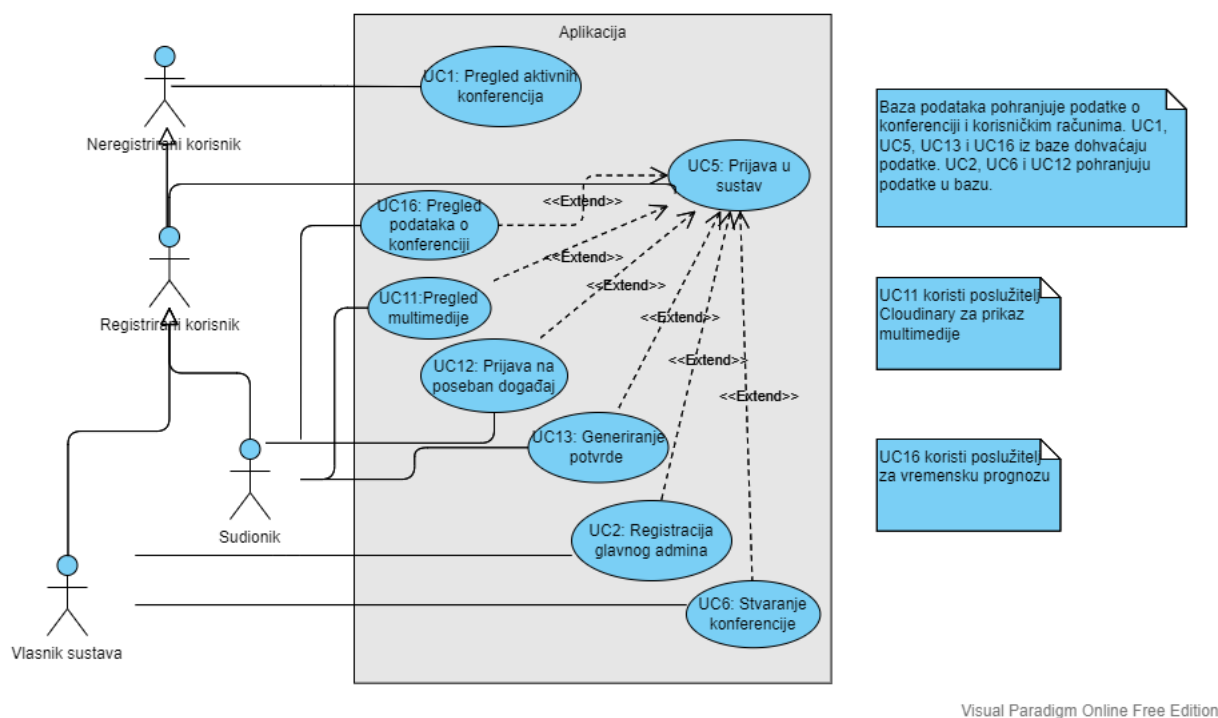 Aplikacija
UC1: Pregled aktivnih
konferencija
Neregistrirani korisnik
UC5: Prijava u
sustav
<<Extend>>
UC16: Pregled
podataka o
konferenciji
<<Extend>>
UC11:Pregled
multimedije
<<Extend>>
Registrirani korisnik
<<Extend>>
UC12: Prijava na
poseban događaj
<<Extend>>
<<Extend>>
UC13: Generiranje
potvrde
Sudionik
UC2: Registracija
glavnog admina
UC6: Stvaranje
konferencije
Vlasnik sustava
Baza podataka pohranjuje podatke o
konferenciji i korisničkim računima. UC1,
UC5, UC13 i UC16 iz baze dohvaćaju
podatke. UC2, UC6 i UC12 pohranjuju
podatke u bazu.
UC11 koristi poslužitelj
Cloudinary za prikaz
multimedije
UC16 koristi poslužitelj
za vremensku prognozu
Visual Paradigm Online Free Edition